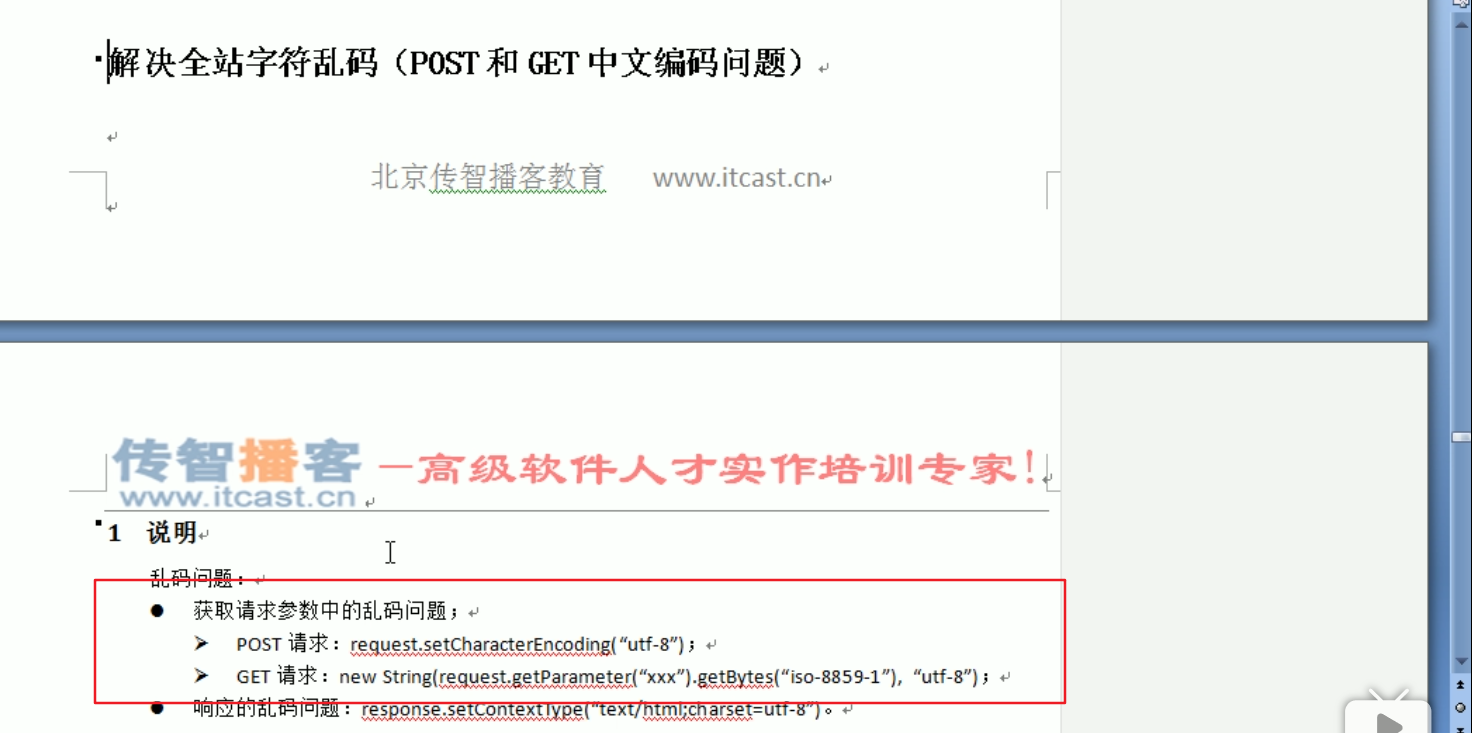 解决全站字符乱码（POST 和 GET 中文编码问题）
北京传智播客教育 www.itcast.cn
传智播客 —高级软件人才实作培训专家!
www.itcast.cn
1 说明
乱码问题：
● 获取请求参数中的乱码问题；
➢ POST 请求：request.setCharacterEncoding(“utf-8”)；
➢ GET 请求：new String(request.getParameter(“xxx”).getBytes(“iso-8859-1”), “utf-8”)；
● 响应的乱码问题：response.setContextType(“text/html;charset=utf-8”)。